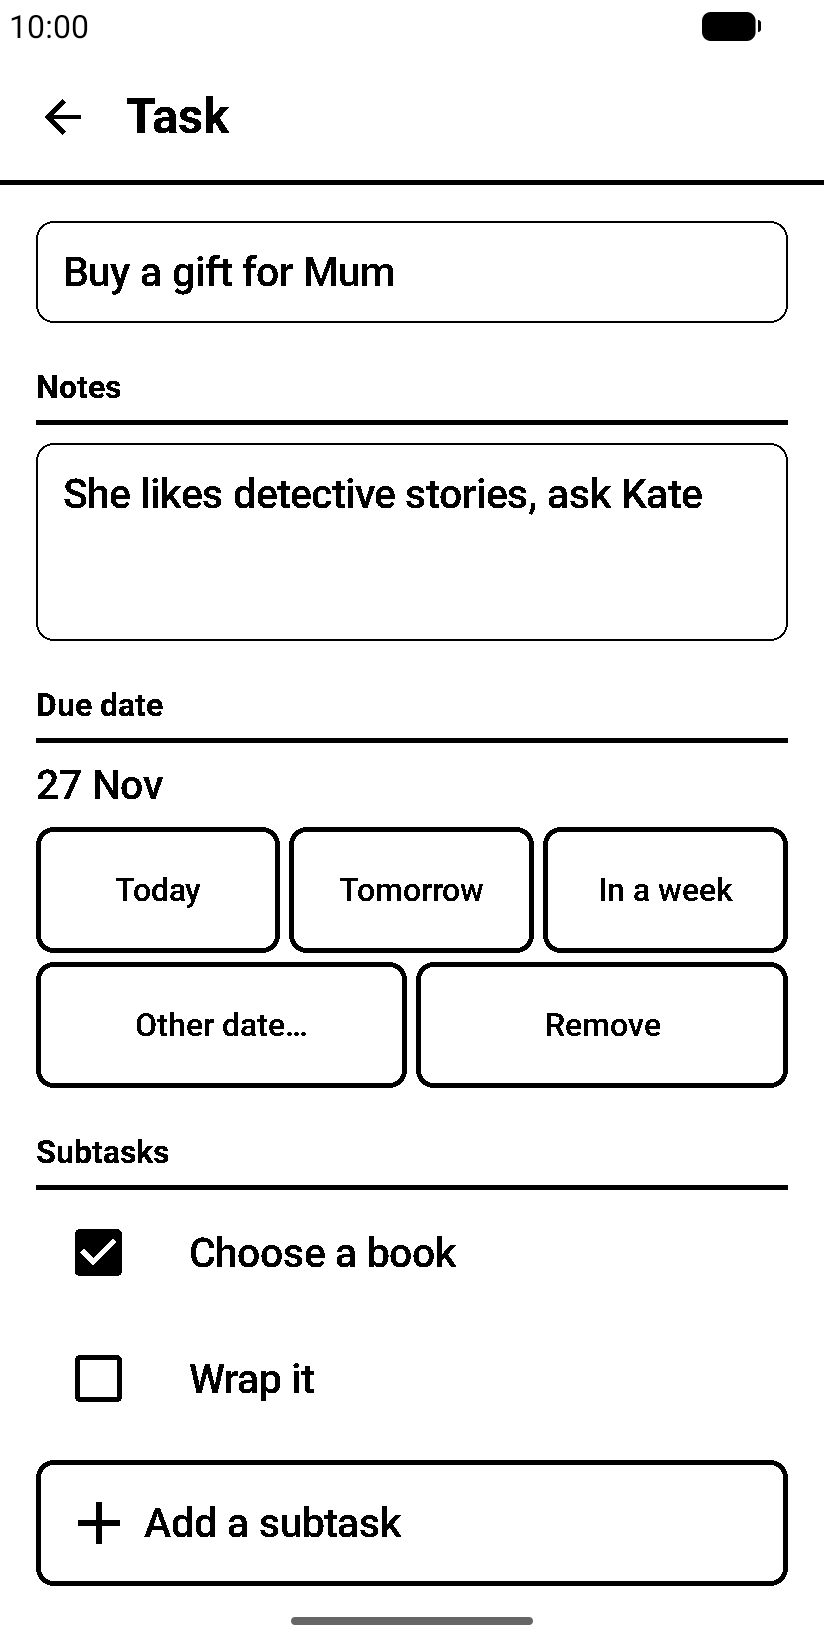 10:00
Task
Buy a gift for Mum
Notes
She likes detective stories, ask Kate
Due date
27 Nov
Today
Tomorrow
In a week
Other date…
Remove
Subtasks
Choose a book
Wrap it
Add a subtask